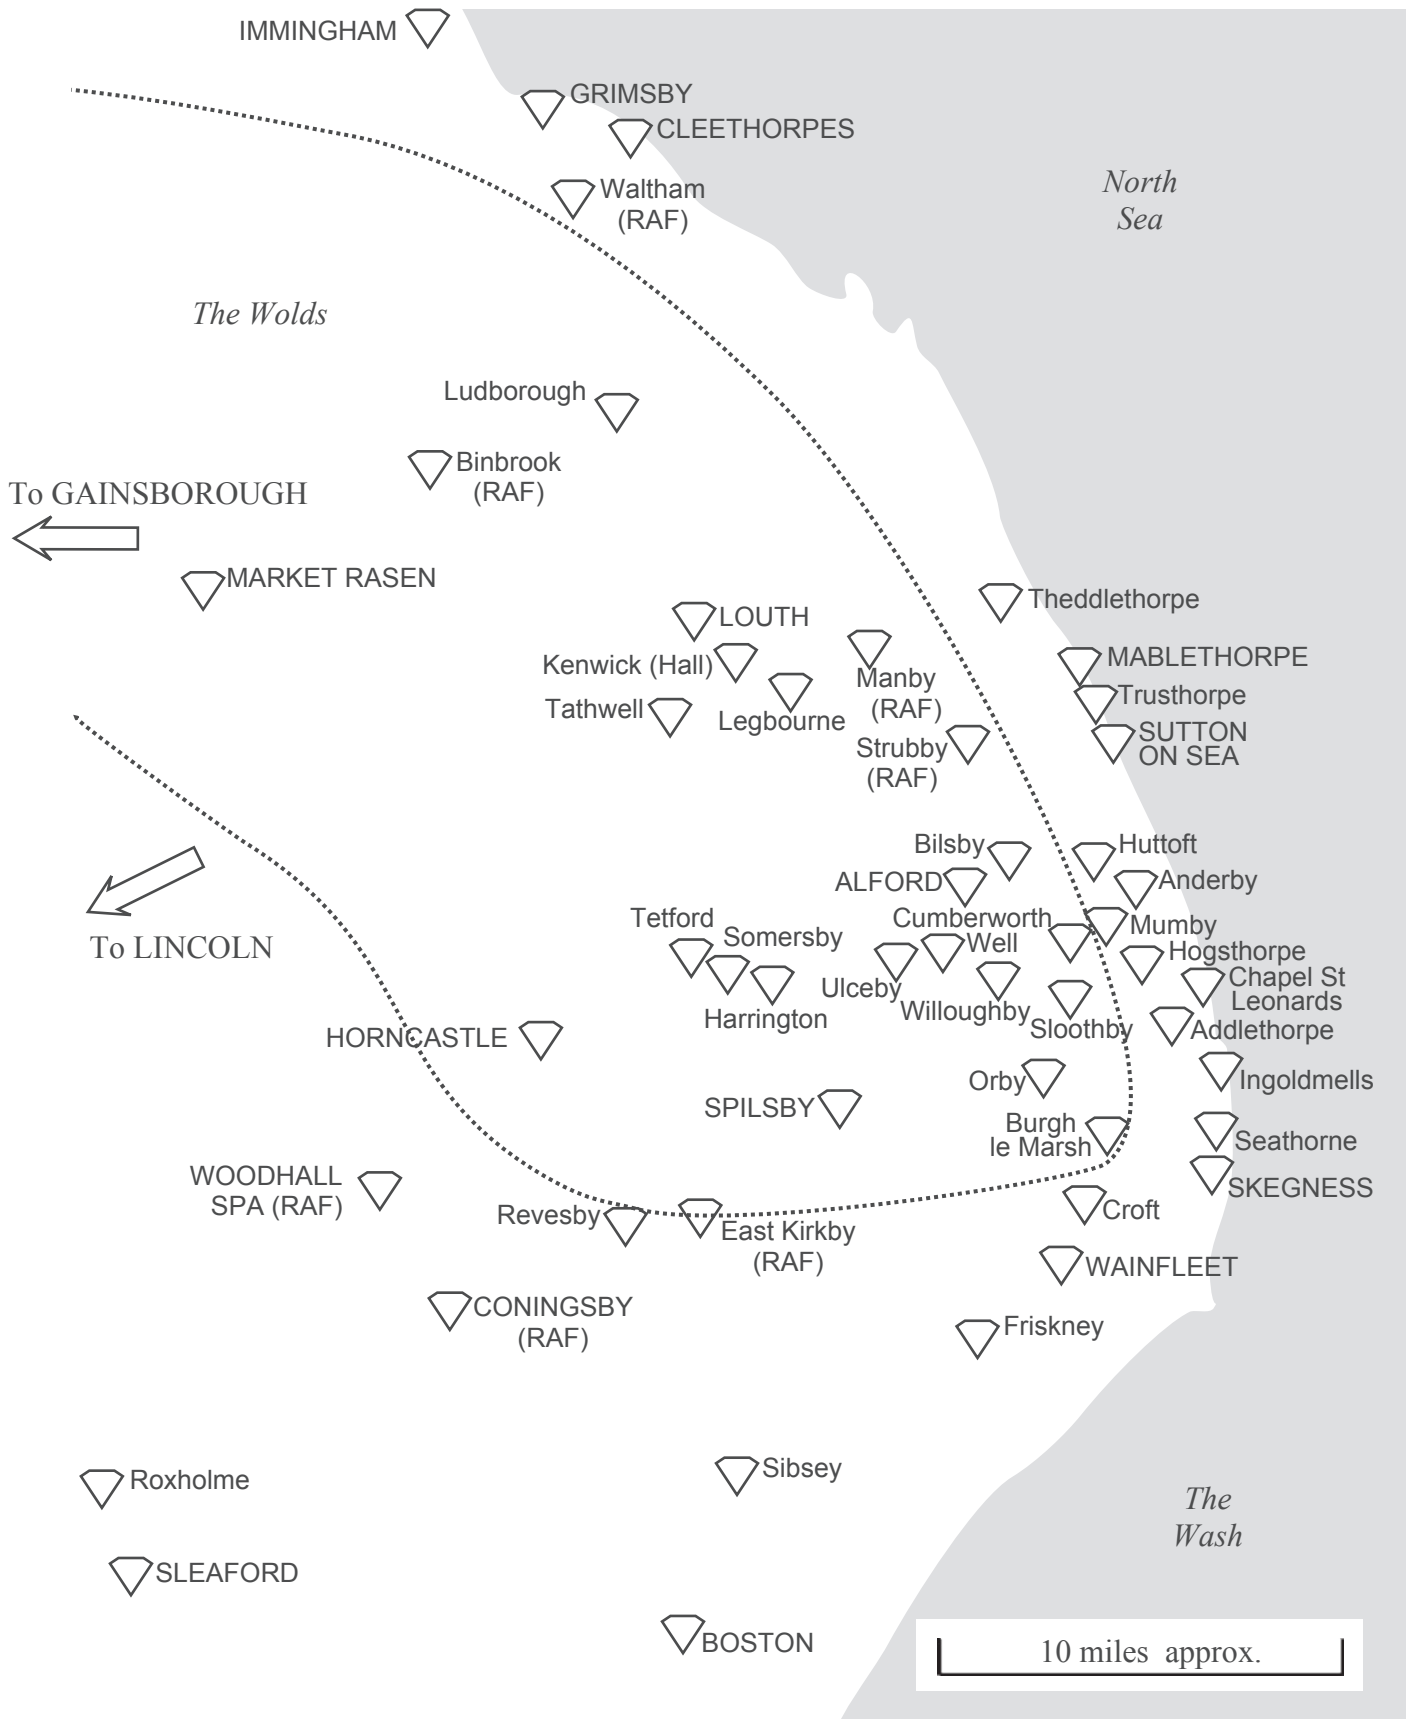 IMMINGHAM
GRIMSBY
CLEETHORPES
North
Sea
Waltham
(RAF)
The Wolds
Ludborough
Binbrook
(RAF)
To GAINSBOROUGH
MARKET RASEN
Theddlethorpe
LOUTH
MABLETHORPE
Kenwick (Hall)
Manby
(RAF)
Trusthorpe
Tathwell
Legbourne
SUTTON
ON SEA
Strubby
(RAF)
Bilsby
Huttoft
ALFORD
Anderby
Tetford
Cumberworth
Mumby
Somersby
Well
Hogsthorpe
To LINCOLN
Ulceby
Chapel St
Leonards
Willoughby
Harrington
Sloothby
Addlethorpe
HORNCASTLE
Orby
Ingoldmells
SPILSBY
Burgh
le Marsh
Seathorne
WOODHALL
SPA (RAF)
SKEGNESS
Croft
Revesby
East Kirkby
(RAF)
WAINFLEET
CONINGSBY
(RAF)
Friskney
Roxholme
Sibsey
The
Wash
SLEAFORD
BOSTON
10 miles approx.